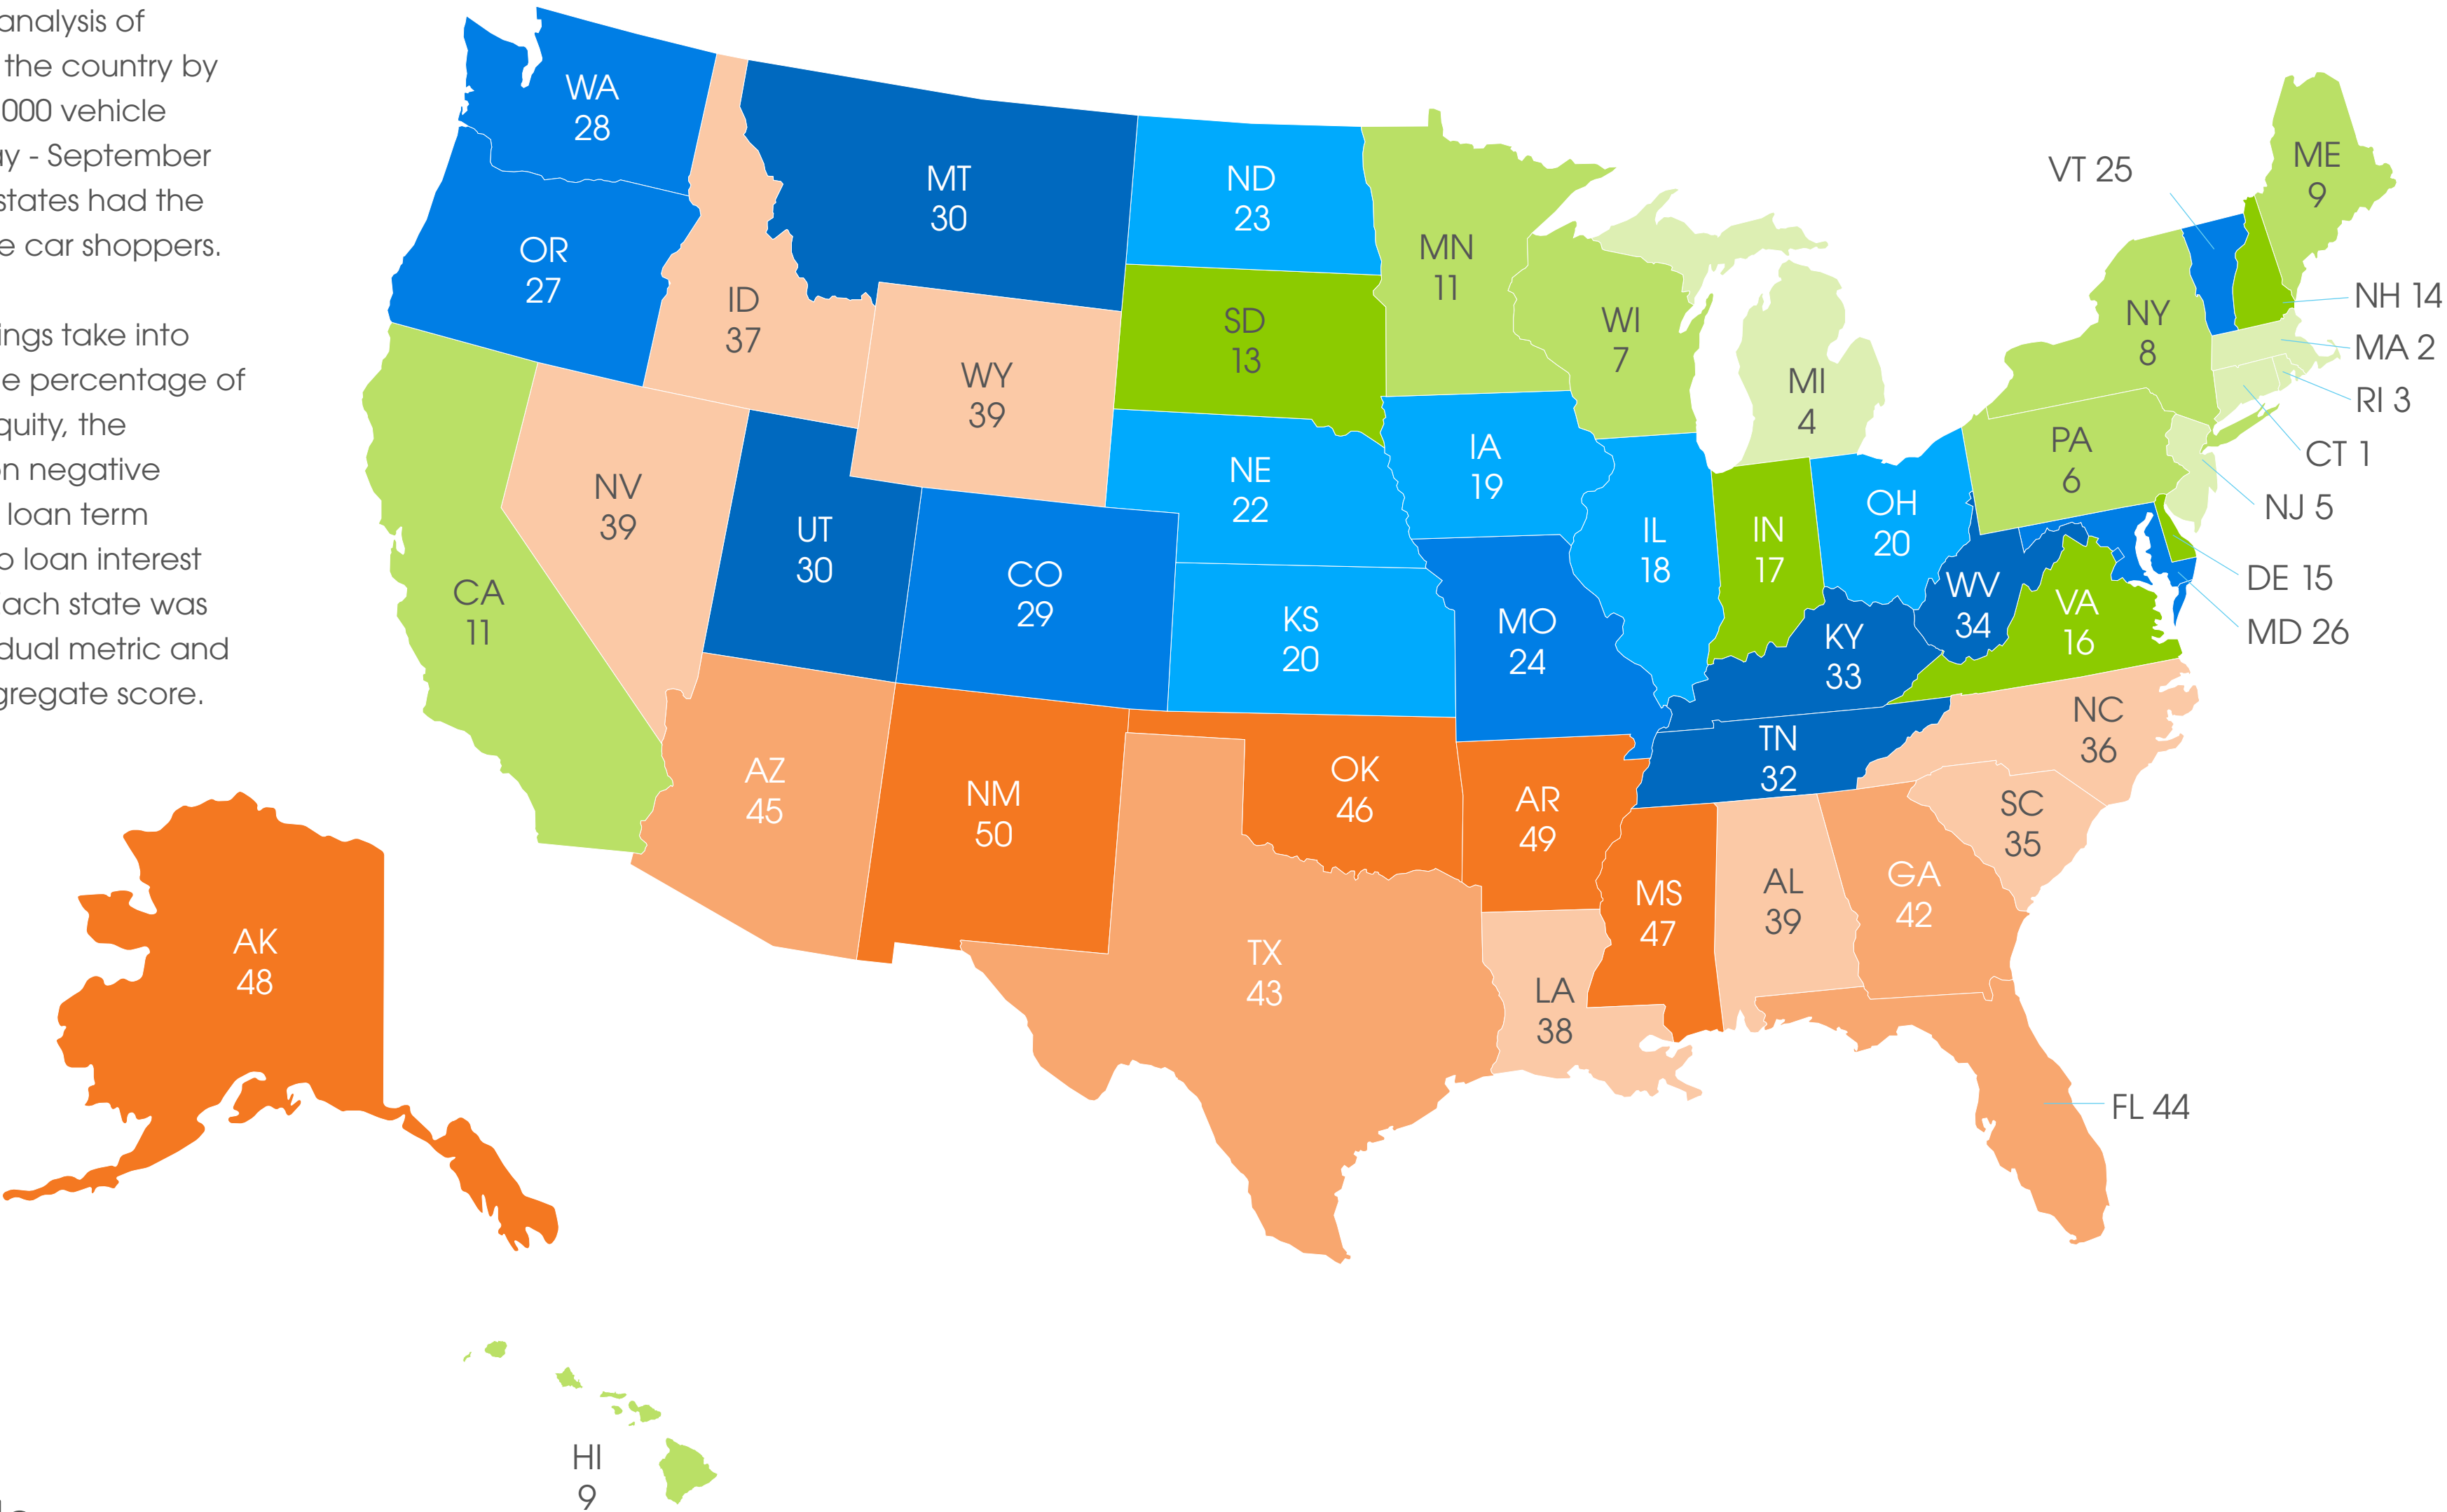 analysis of
the country by
000 vehicle
ay - September
states had the
e car shoppers.
ings take into
e percentage of
quity, the
on negative
loan term
o loan interest
ach state was
dual metric and
gregate score.
WA
28
OR
27
CA
11
ID
37
NV
39
MT
30
WY
39
UT
30
CO
29
AZ
45
NM
50
ND
23
SD
13
NE
22
KS
20
OK
46
TX
43
MN
11
IA
19
MO
24
AR
49
LA
38
WI
7
IL
18
MI
4
IN
17
OH
20
KY
33
TN
32
MS
47
AL
39
GA
42
FL 44
SC
35
NC
36
WV
34
VA
16
PA
6
NY
8
VT 25
ME
9
NH 14
MA 2
RI 3
CT 1
NJ 5
DE 15
MD 26
AK
48
HI
9